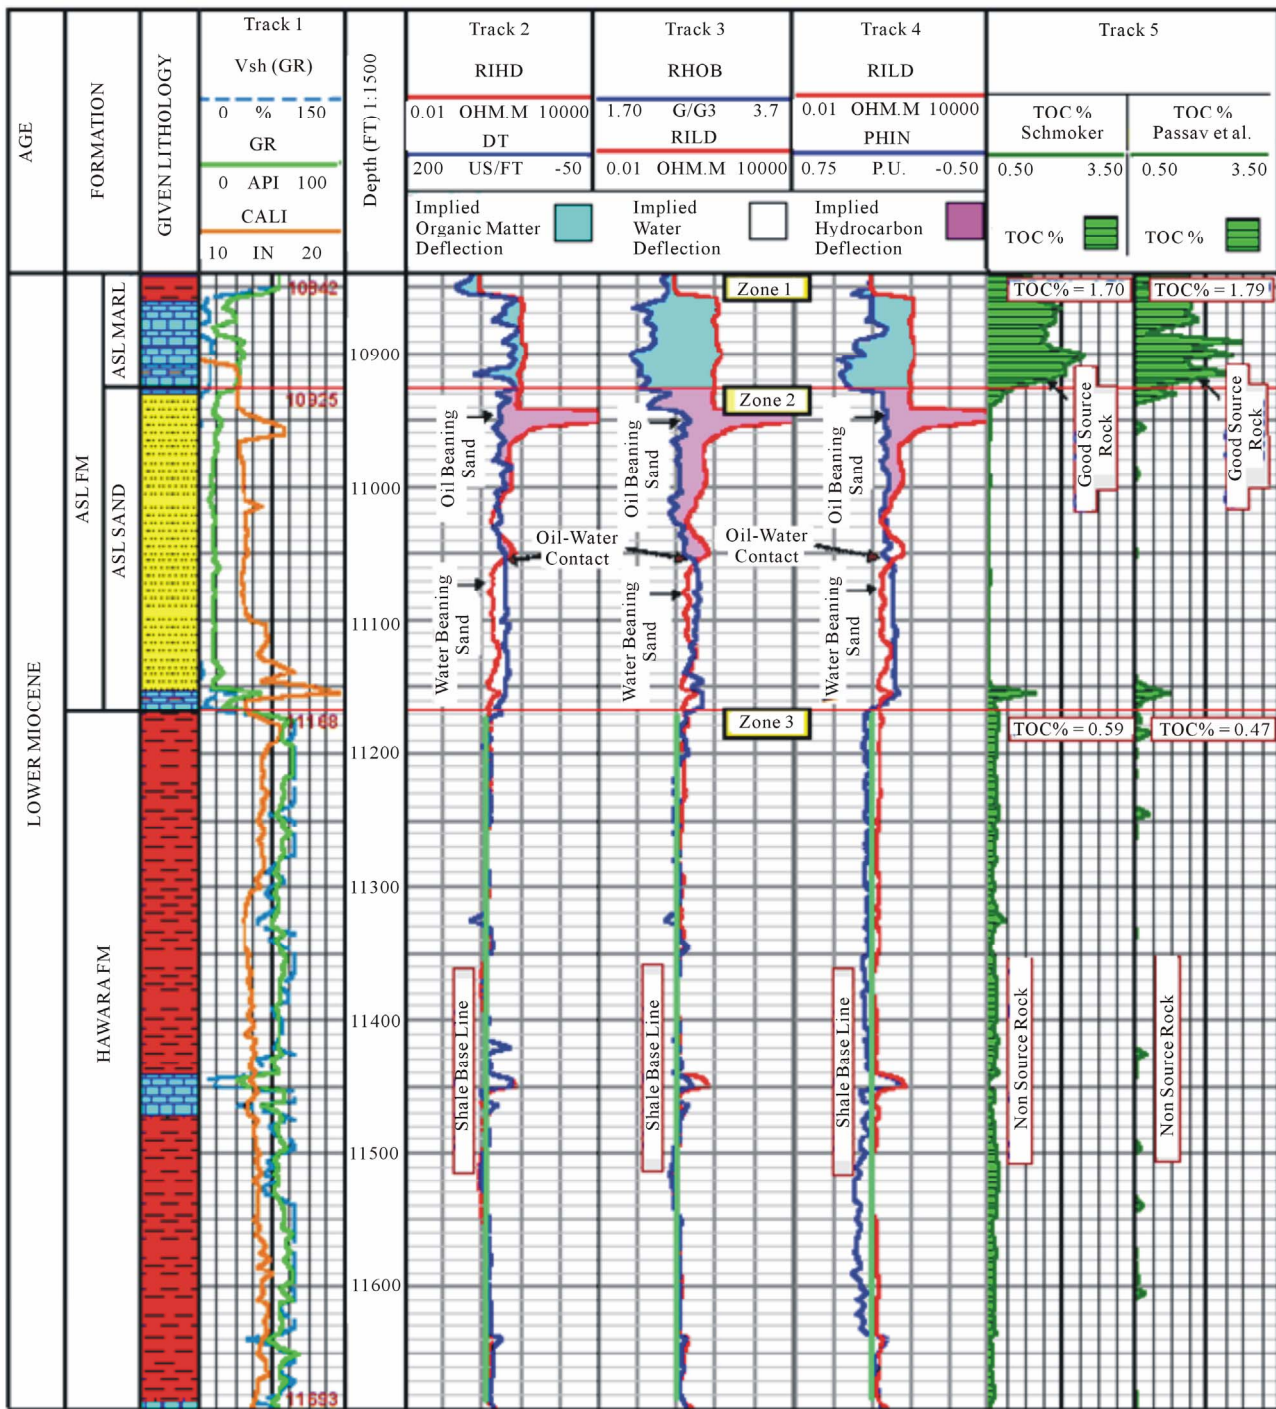 AGE
FORMATION
GIVEN LITHOLOGY
Track 1
Vsh (GR)
0 % 150
GR
0 API 100
CALI
10 IN 20
Depth (FT) 1:1500
Track 2
RIHD
0.01 OHM.M 10000
DT
200 US/FT -50
Implied
Organic Matter
Deflection
Track 3
RHOB
1.70 G/G3 3.7
RILD
0.01 OHM.M 10000
Implied
Water
Deflection
Track 4
RILD
0.01 OHM.M 10000
PHIN
0.75 P.U. -0.50
Implied
Hydrocarbon
Deflection
Track 5
TOC %
Schmoker
0.50 3.50
TOC %
TOC %
Passav et al.
0.50 3.50
TOC %
LOWER MIOCENE
ASL FM
ASL MARL
ASL SAND
HAWARA FM
10842
10925
11168
11693
10900
11000
11100
11200
11300
11400
11500
11600
Zone 1
Zone 2
Zone 3
Oil Beaning
Sand
Oil Beaning
Sand
Oil Beaning
Sand
Oil-Water
Contact
Oil-Water
Contact
Water Beaning
Sand
Water Beaning
Sand
Water Beaning
Sand
Shale Base Line
Shale Base Line
Shale Base Line
TOC% = 1.70
TOC% = 1.79
Good Source
Rock
Good Source
Rock
TOC% = 0.59
TOC% = 0.47
Non Source Rock
Non Source Rock